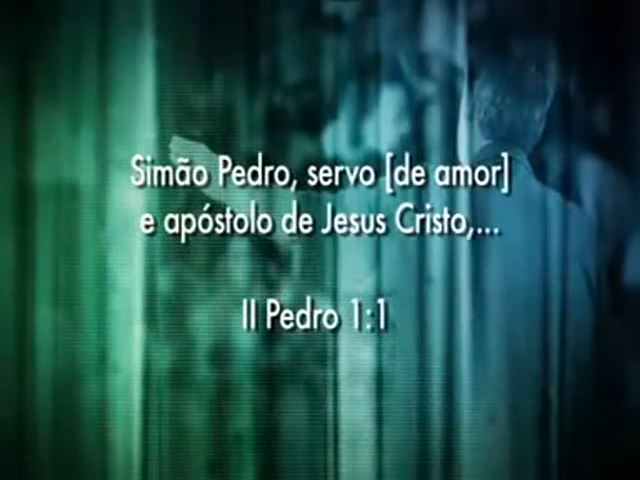 Simão Pedro, servo [de amor]
e apóstolo de Jesus Cristo,...
II Pedro 1:1